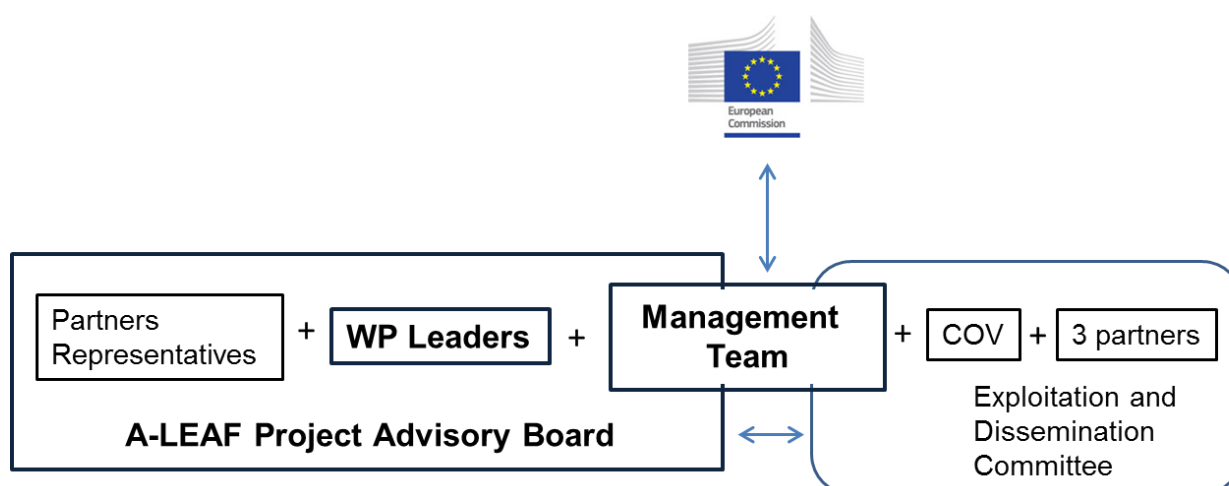 European
Commission
Partners
Representatives
+
WP Leaders
+
Management
Team
+
COV
+
3 partners
A-LEAF Project Advisory Board
Exploitation and
Dissemination
Committee